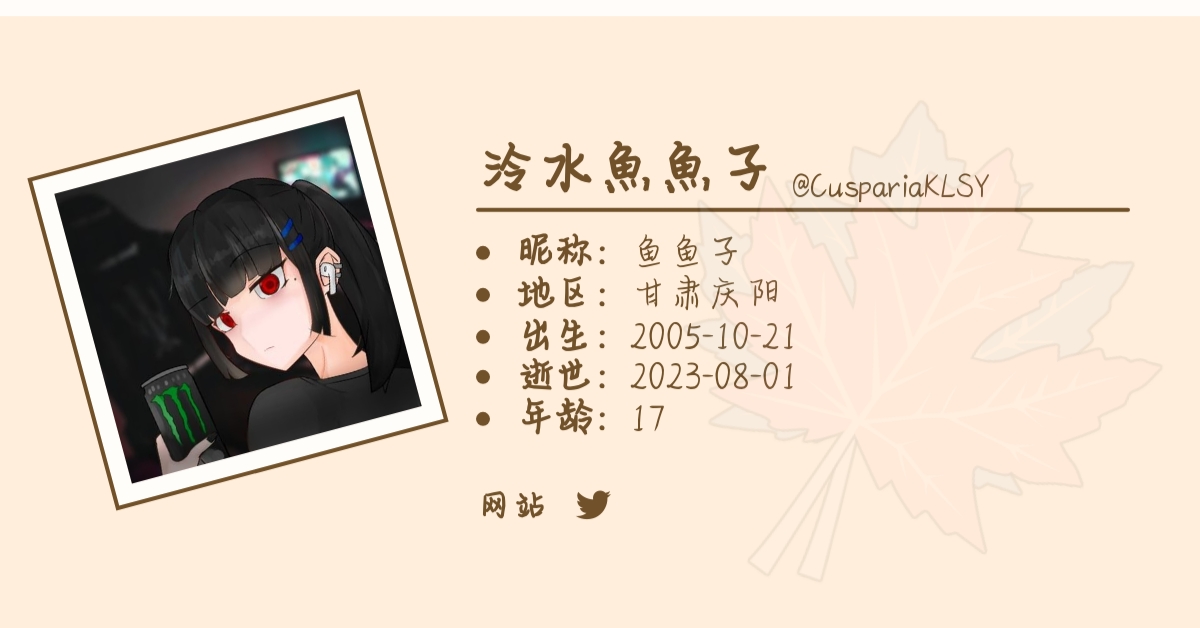 泠水魚魚子 @CuspariaKLSY
昵称：鱼鱼子
地区：甘肃庆阳
出生：2005-10-21
逝世：2023-08-01
年龄：17
网站